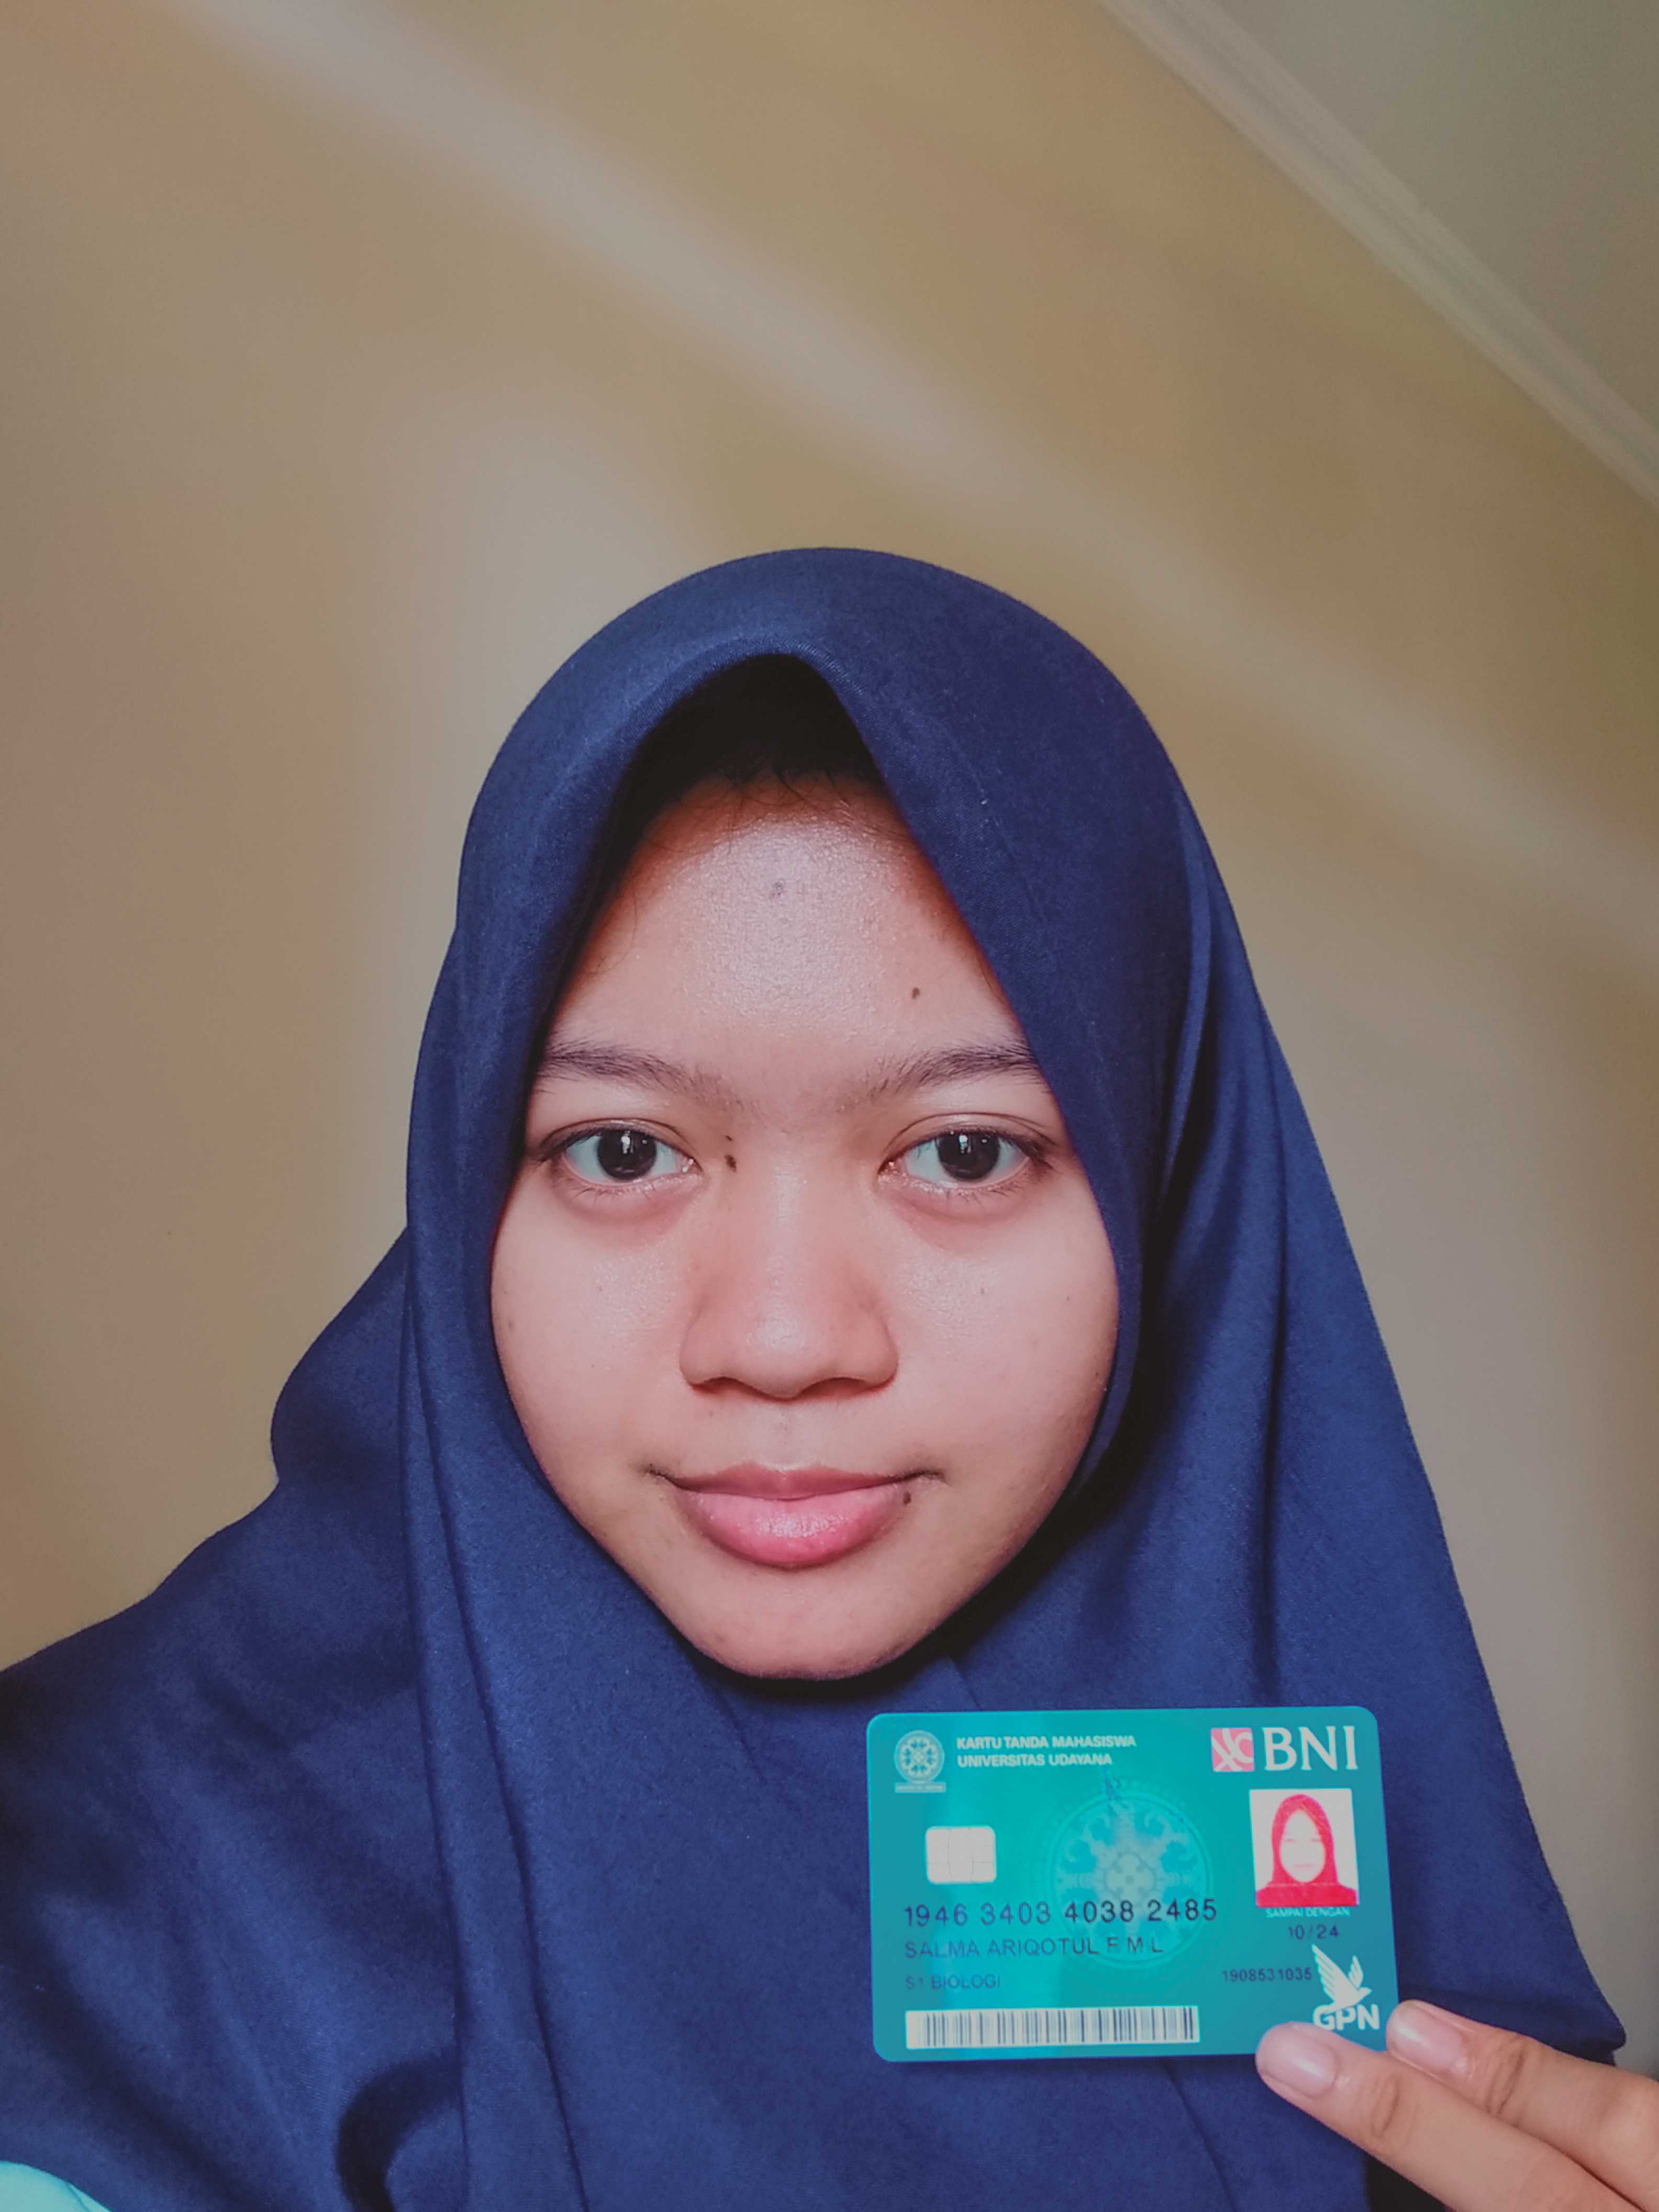 KARTU TANDA MAHASISWA
UNIVERSITAS UDAYANA
BNI
1946 3403 4038 2485
SAMPAI DENGAN
10/24
SALMA ARIQOTUL F M L
S1 BIOLOGI
1908531035
GPN